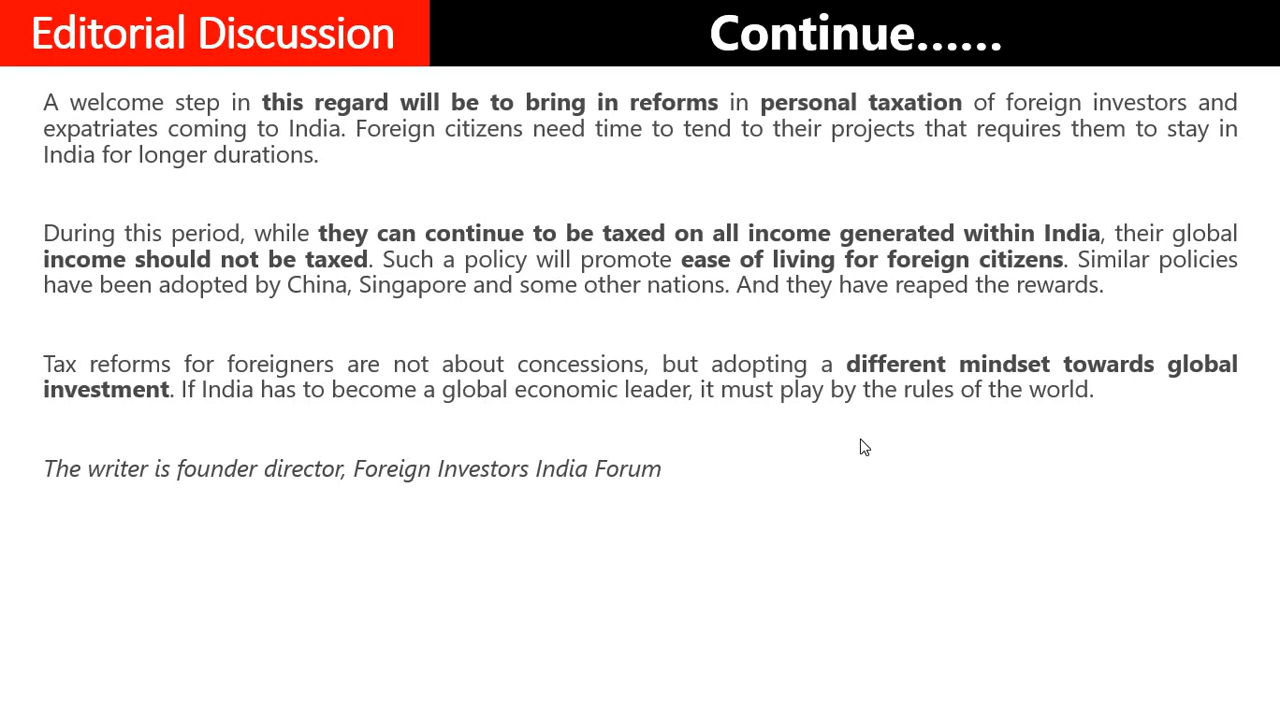 Editorial Discussion
Continue......
A welcome step in this regard will be to bring in reforms in personal taxation of foreign investors and
expatriates coming to India. Foreign citizens need time to tend to their projects that requires them to stay in
India for longer durations.
During this period, while they can continue to be taxed on all income generated within India, their global
income should not be taxed. Such a policy will promote ease of living for foreign citizens. Similar policies
have been adopted by China, Singapore and some other nations. And they have reaped the rewards.
Tax reforms for foreigners are not about concessions, but adopting a different mindset towards global
investment. If India has to become a global economic leader, it must play by the rules of the world.
The writer is founder director, Foreign Investors India Forum